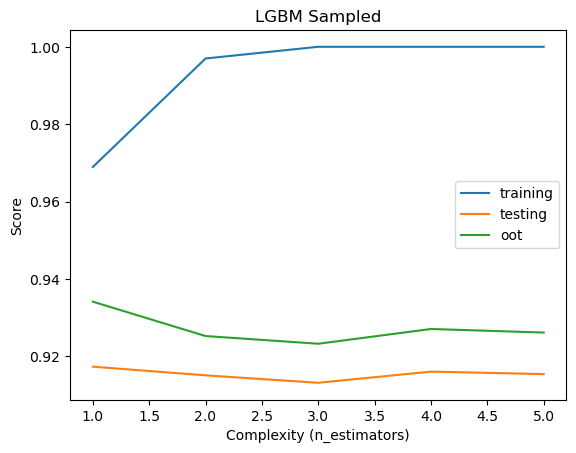 LGBM Sampled
1.00
0.98
0.96
0.94
0.92
Score
training
testing
oot
1.0 1.5 2.0 2.5 3.0 3.5 4.0 4.5 5.0
Complexity (n_estimators)